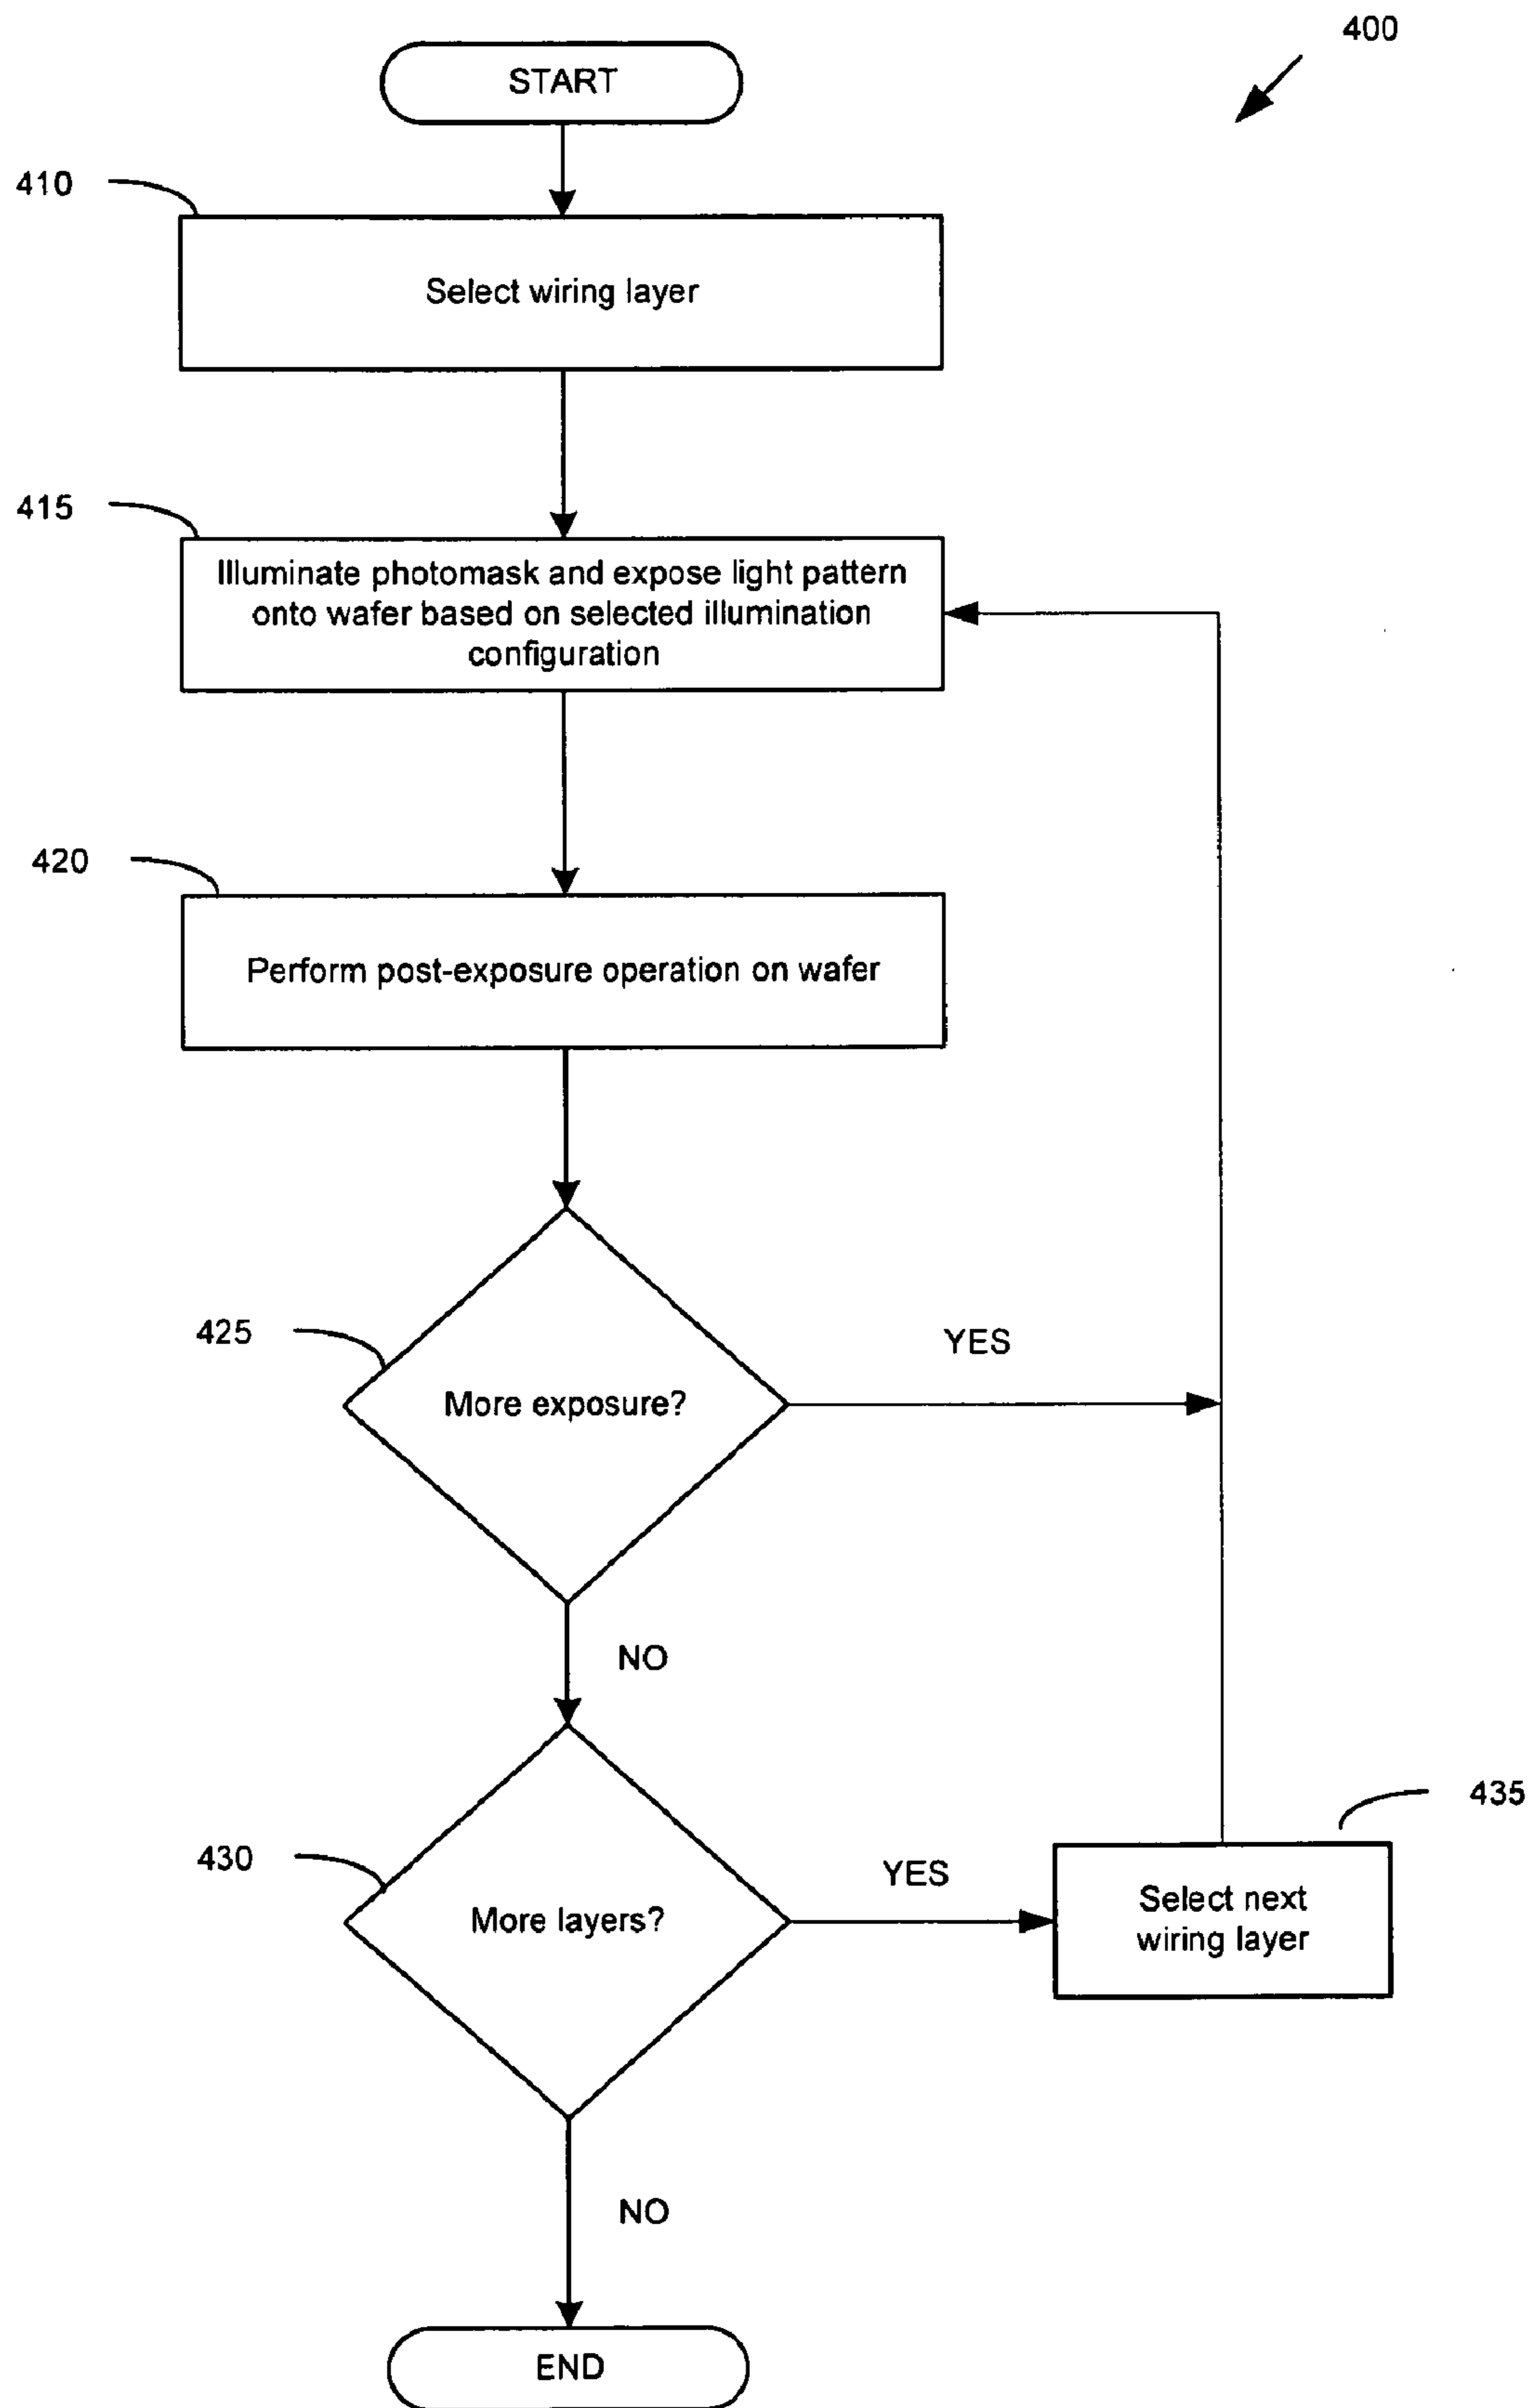 400
START
410
Select wiring layer
415
Illuminate photomask and expose light pattern
onto wafer based on selected illumination
configuration
420
Perform post-exposure operation on wafer
425
More exposure?
YES
NO
430
More layers?
YES
435
Select next
wiring layer
NO
END